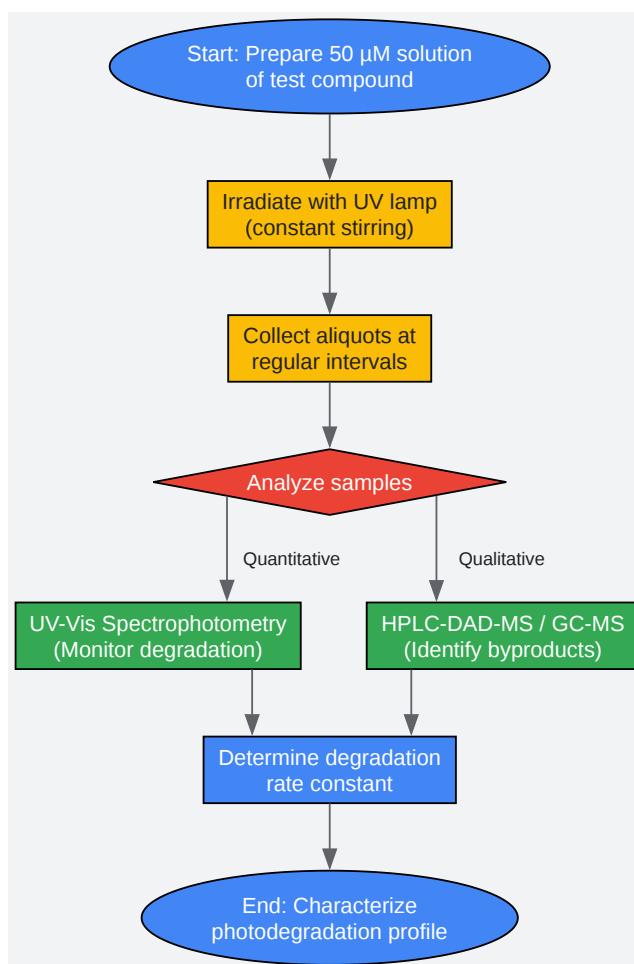 Start: Prepare 50 µM solution
of test compound
Irradiate with UV lamp
(constant stirring)
Collect aliquots at
regular intervals
Analyze samples
Quantitative
Qualitative
UV-Vis Spectrophotometry
(Monitor degradation)
HPLC-DAD-MS / GC-MS
(Identify byproducts)
Determine degradation
rate constant
End: Characterize
photodegradation profile